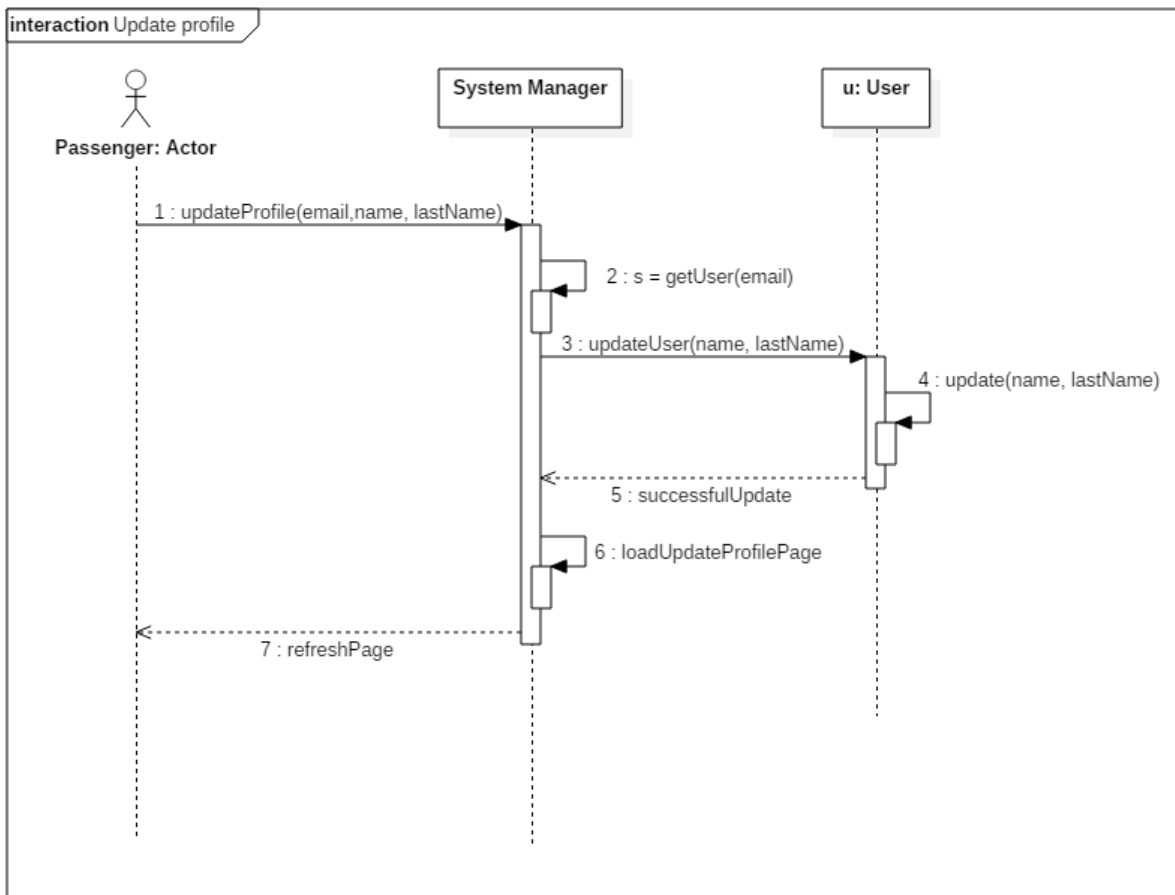 interaction Update profile
System Manager
u: User
Passenger: Actor
1 : updateProfile(email,name, lastName)
2 : s = getUser(email)
3 : updateUser(name, lastName)
4 : update(name, lastName)
5 : successfulUpdate
6 : loadUpdateProfilePage
7 : refreshPage